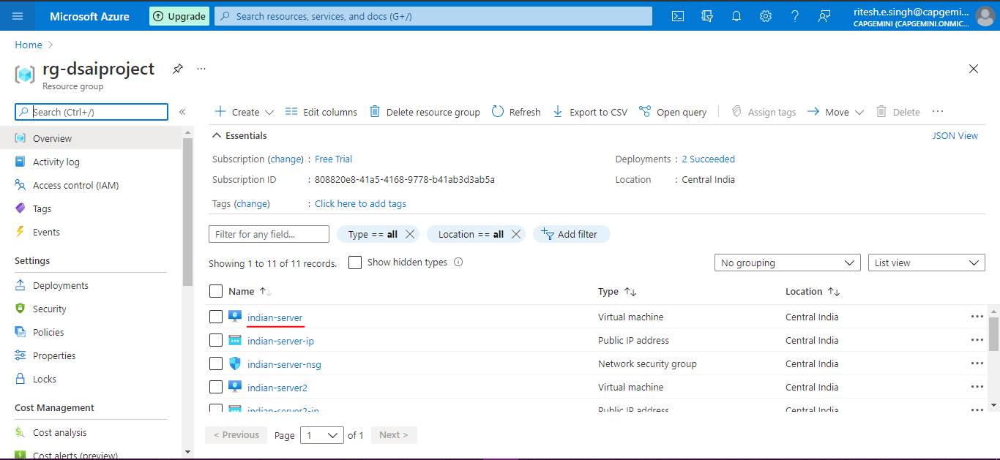 Microsoft Azure
Upgrade
Search resources, services, and docs (G+/)
ritesh.e.singh@capgemi...
CAPGEMINI (CAPGEMINI.ONMIC...
Home >
rg-dsaiproject
...
Resource group
Search (Ctrl+/)
«
Create
Edit columns
Delete resource group
Refresh
Export to CSV
Open query
Assign tags
Move
Delete
...
Overview
Activity log
Access control (IAM)
Tags
Events
Settings
Deployments
Security
Policies
Properties
Locks
Cost Management
Cost analysis
Cost alerts (preview)
Essentials
JSON View
Subscription (change) : Free Trial
Deployments : 2 Succeeded
Subscription ID : 808820e8-41a5-4168-9778-b41ab3d3ab5a
Location : Central India
Tags (change) : Click here to add tags
Filter for any field...
Type == all
Location == all
Add filter
Showing 1 to 11 of 11 records.
Show hidden types
No grouping
List view
Name Type Location
indian-server Virtual machine Central India ...
indian-server-ip Public IP address Central India ...
indian-server-nsg Network security group Central India ...
indian-server2 Virtual machine Central India ...
indian-server2-ip Public IP address Central India ...
< Previous Page 1 of 1 Next >